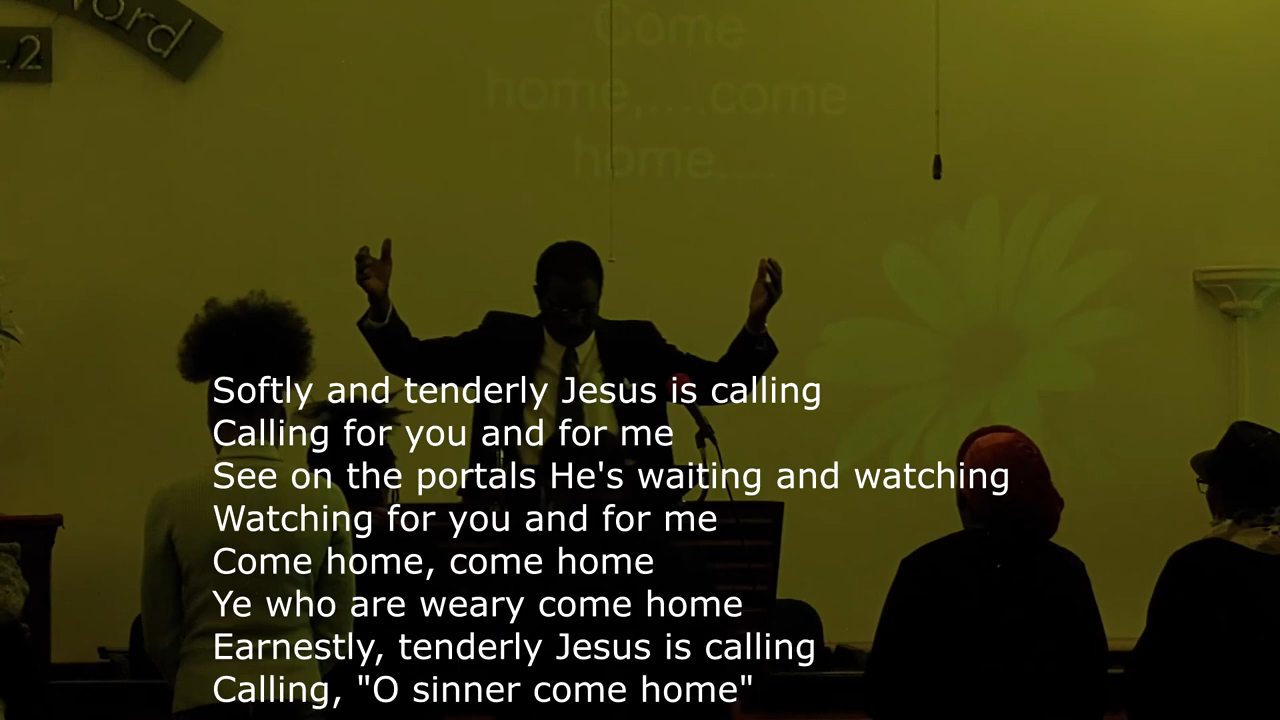 ord
.2
Come
home,....come
home.....
Softly and tenderly Jesus is calling
Calling for you and for me
See on the portals He's waiting and watching
Watching for you and for me
Come home, come home
Ye who are weary come home
Earnestly, tenderly Jesus is calling
Calling, "O sinner come home"